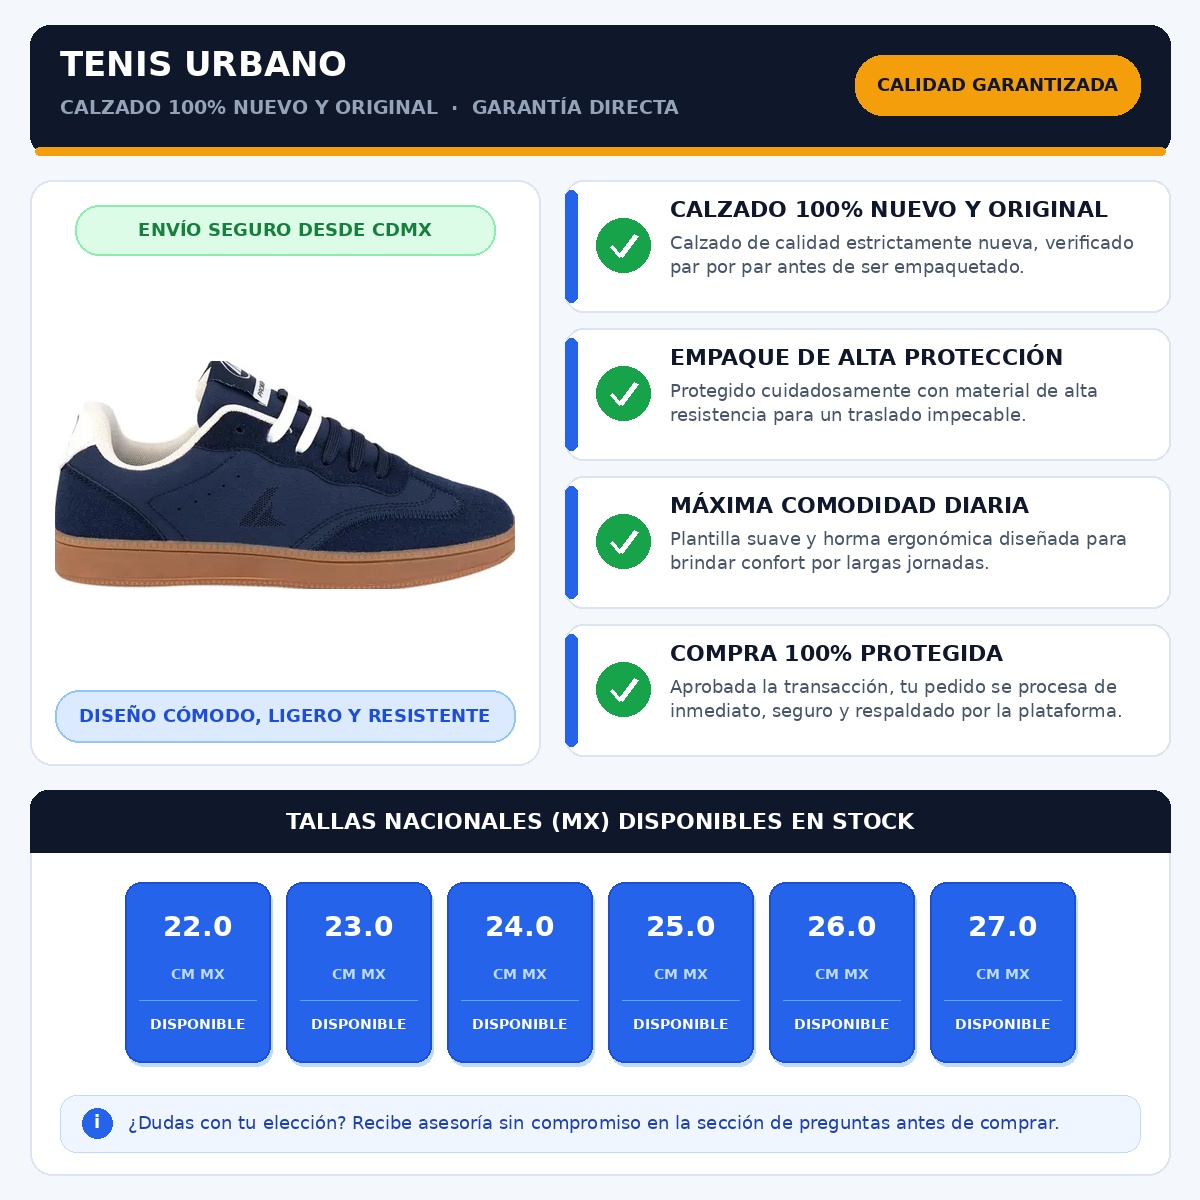 TENIS URBANO
CALZADO 100% NUEVO Y ORIGINAL · GARANTÍA DIRECTA
CALIDAD GARANTIZADA
ENVÍO SEGURO DESDE CDMX
DISEÑO CÓMODO, LIGERO Y RESISTENTE
CALZADO 100% NUEVO Y ORIGINAL
Calzado de calidad estrictamente nueva, verificado
par por par antes de ser empaquetado.
EMPAQUE DE ALTA PROTECCIÓN
Protegido cuidadosamente con material de alta
resistencia para un traslado impecable.
MÁXIMA COMODIDAD DIARIA
Plantilla suave y horma ergonómica diseñada para
brindar confort por largas jornadas.
COMPRA 100% PROTEGIDA
Aprobada la transacción, tu pedido se procesa de
inmediato, seguro y respaldado por la plataforma.
TALLAS NACIONALES (MX) DISPONIBLES EN STOCK
22.0
CM MX
DISPONIBLE
23.0
CM MX
DISPONIBLE
24.0
CM MX
DISPONIBLE
25.0
CM MX
DISPONIBLE
26.0
CM MX
DISPONIBLE
27.0
CM MX
DISPONIBLE
i
¿Dudas con tu elección? Recibe asesoría sin compromiso en la sección de preguntas antes de comprar.